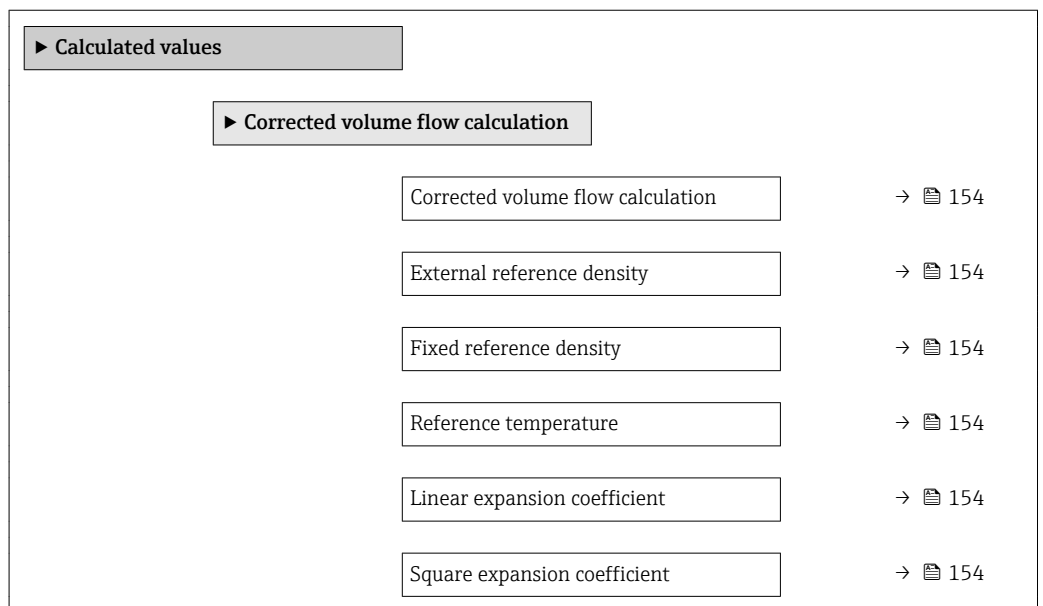 ▶ Calculated values
▶ Corrected volume flow calculation
Corrected volume flow calculation → 154
External reference density → 154
Fixed reference density → 154
Reference temperature → 154
Linear expansion coefficient → 154
Square expansion coefficient → 154